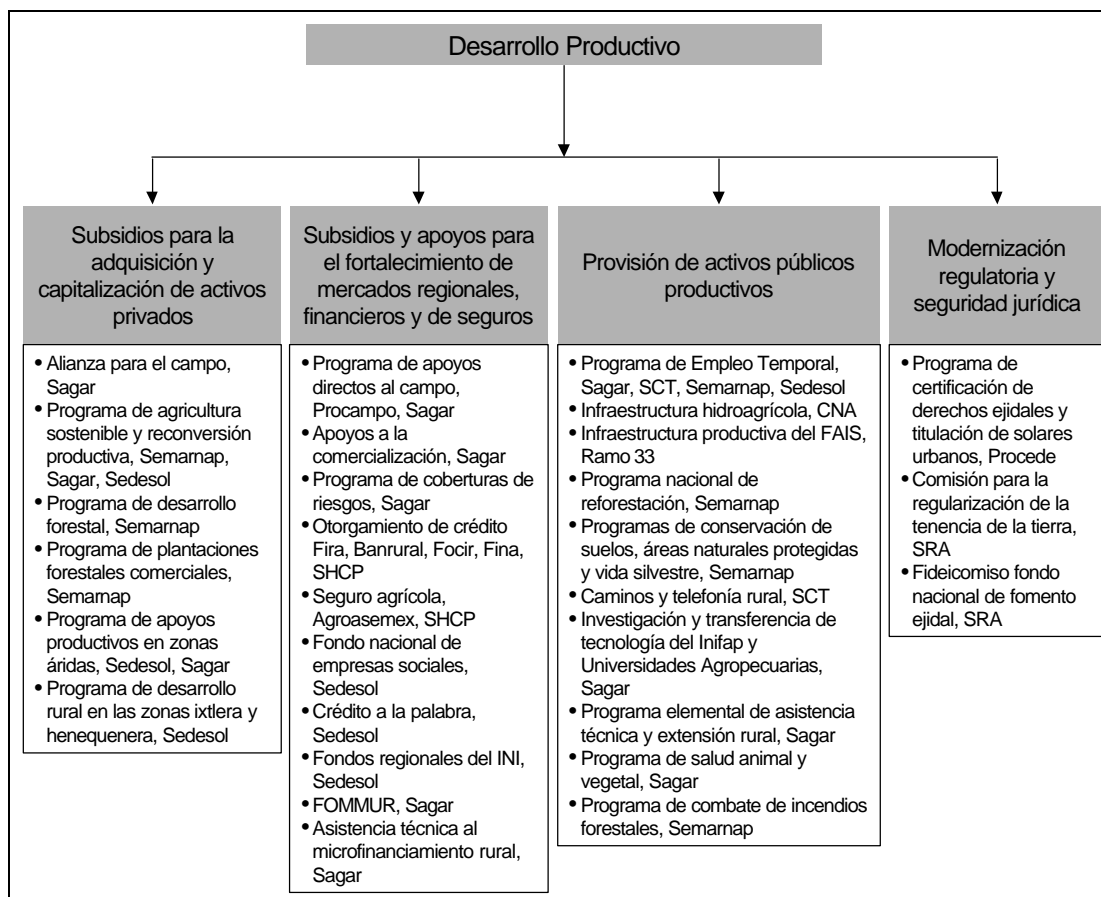 Desarrollo Productivo
Subsidios para la
adquisición y
capitalización de activos
privados
Subsidios y apoyos para
el fortalecimiento de
mercados regionales,
financieros y de seguros
Provisión de activos públicos
productivos
Modernización
regulatoria y
seguridad jurídica
• Alianza para el campo,
Sagar
• Programa de agricultura
sostenible y reconversión
productiva, Semarnap,
Sagar, Sedesol
• Programa de desarrollo
forestal, Semarnap
• Programa de plantaciones
forestales comerciales,
Semarnap
• Programa de apoyos
productivos en zonas
áridas, Sedesol, Sagar
• Programa de desarrollo
rural en las zonas ixtlera y
henequenera, Sedesol
• Programa de apoyos
directos al campo,
Procampo, Sagar
• Apoyos a la
comercialización, Sagar
• Programa de coberturas de
riesgos, Sagar
• Otorgamiento de crédito
Fira, Banrural, Focir, Fina,
SHCP
• Seguro agrícola,
Agroasemex, SHCP
• Fondo nacional de
empresas sociales,
Sedesol
• Crédito a la palabra,
Sedesol
• Fondos regionales del INI,
Sedesol
• FOMMUR, Sagar
• Asistencia técnica al
microfinanciamiento rural,
Sagar
• Programa de Empleo Temporal,
Sagar, SCT, Semarnap, Sedesol
• Infraestructura hidroagrícola, CNA
• Infraestructura productiva del FAIS,
Ramo 33
• Programa nacional de
reforestación, Semarnap
• Programas de conservación de
suelos, áreas naturales protegidas
y vida silvestre, Semarnap
• Caminos y telefonía rural, SCT
• Investigación y transferencia de
tecnología del Inifap y
Universidades Agropecuarias,
Sagar
• Programa elemental de asistencia
técnica y extensión rural, Sagar
• Programa de salud animal y
vegetal, Sagar
• Programa de combate de incendios
forestales, Semarnap
• Programa de
certificación de
derechos ejidales y
titulación de solares
urbanos, Procede
• Comisión para la
regularización de la
tenencia de la tierra,
SRA
• Fideicomiso fondo
nacional de fomento
ejidal, SRA